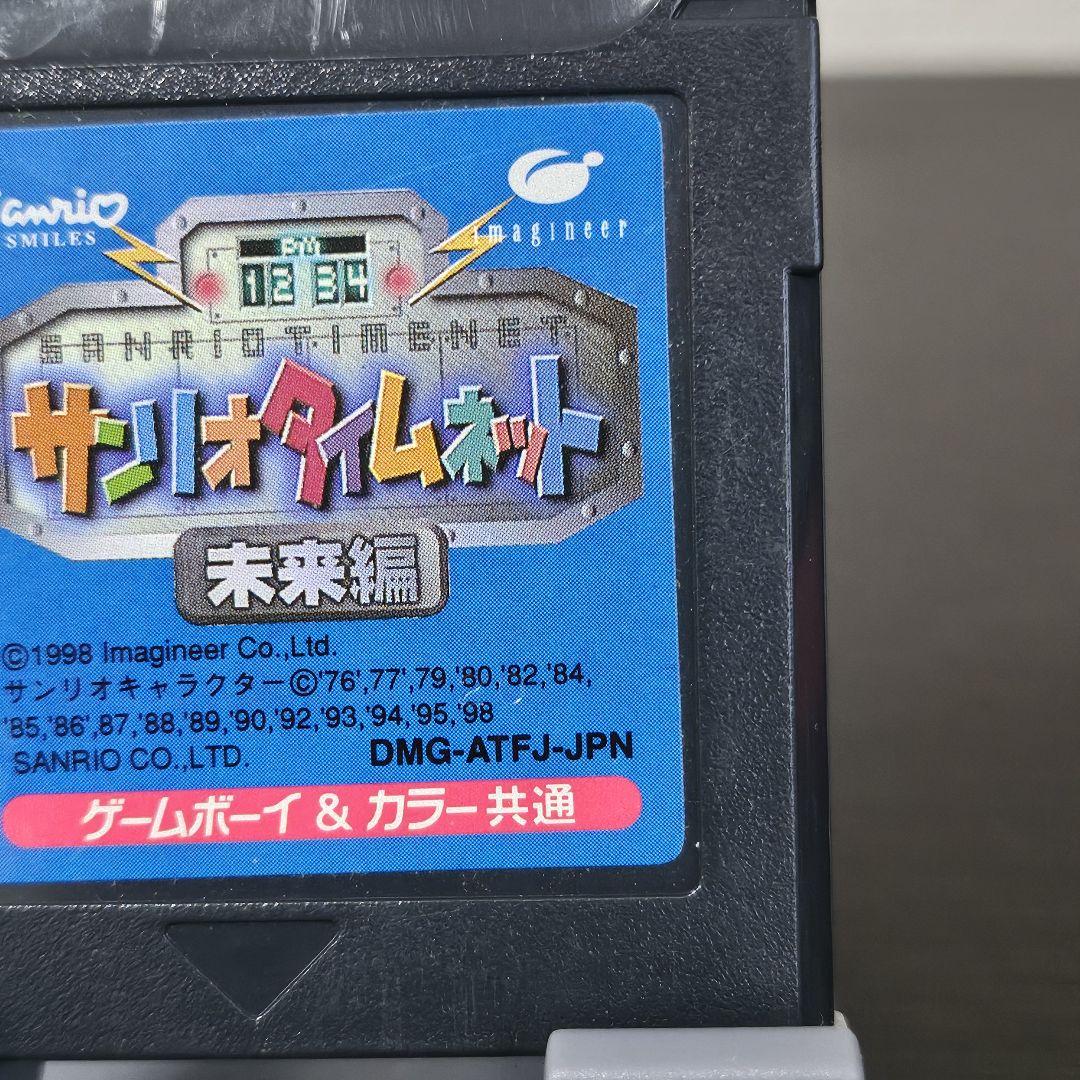 Sanrio
SMILES
imagineer
PM
12 34
SANRIO TIMENET
サンリオタイムネット
未来編
©1998 Imagineer Co.,Ltd.
サンリオキャラクター©'76','77','79,'80,'82,'84,
'85,'86','87,'88,'89,'90,'92,'93,'94,'95,'98
SANRIO CO.,LTD.
DMG-ATFJ-JPN
ゲームボーイ & カラー共通